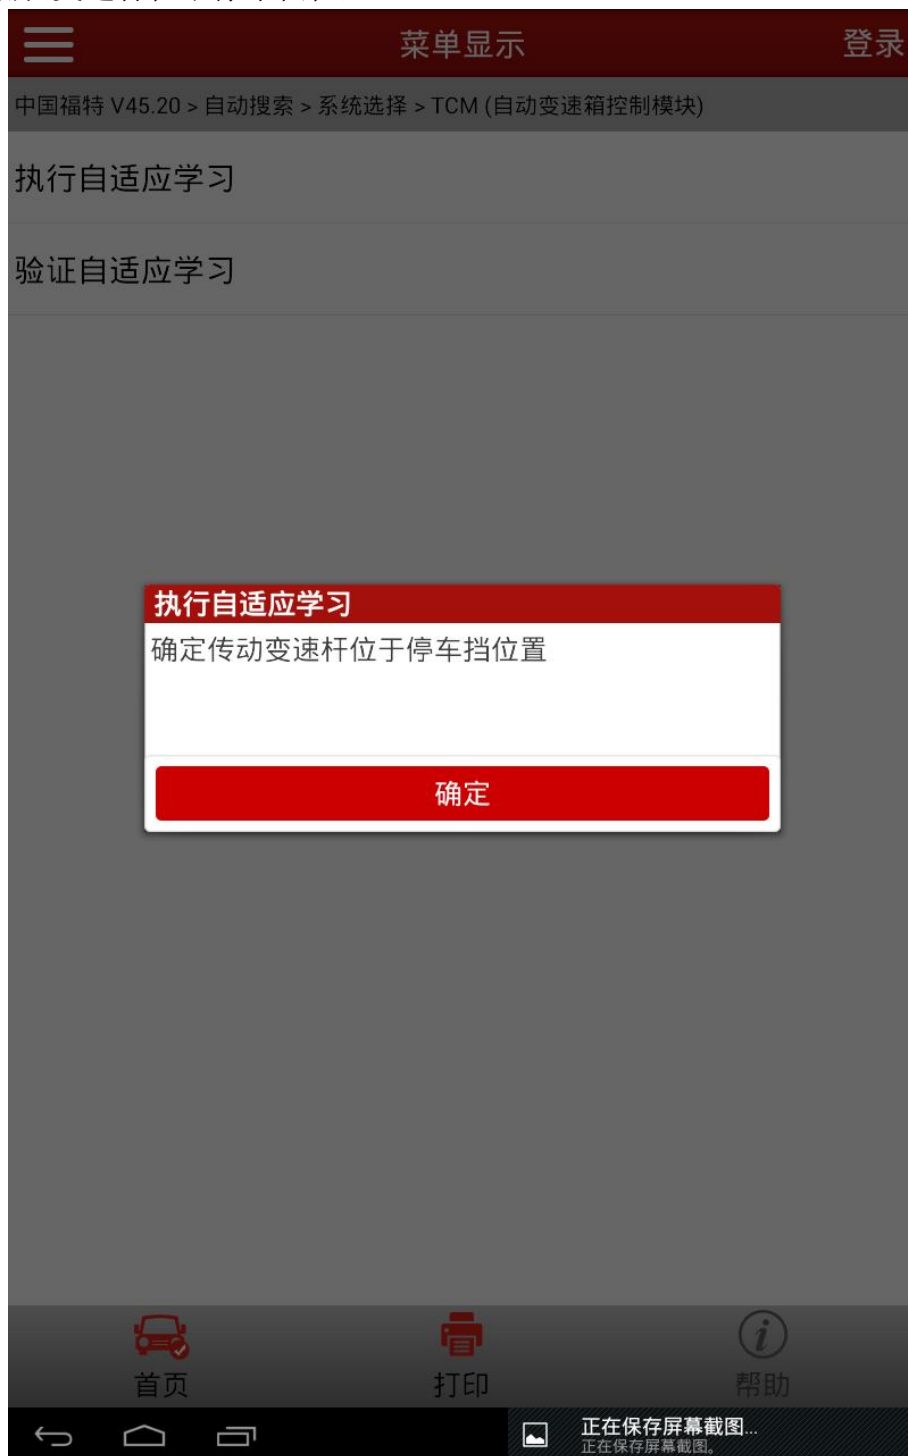 菜单显示
登录
中国福特 V45.20 > 自动搜索 > 系统选择 > TCM (自动变速箱控制模块)
执行自适应学习
验证自适应学习
执行自适应学习
确定传动变速杆位于停车挡位置
确定
首页
打印
帮助
正在保存屏幕截图...
正在保存屏幕截图。